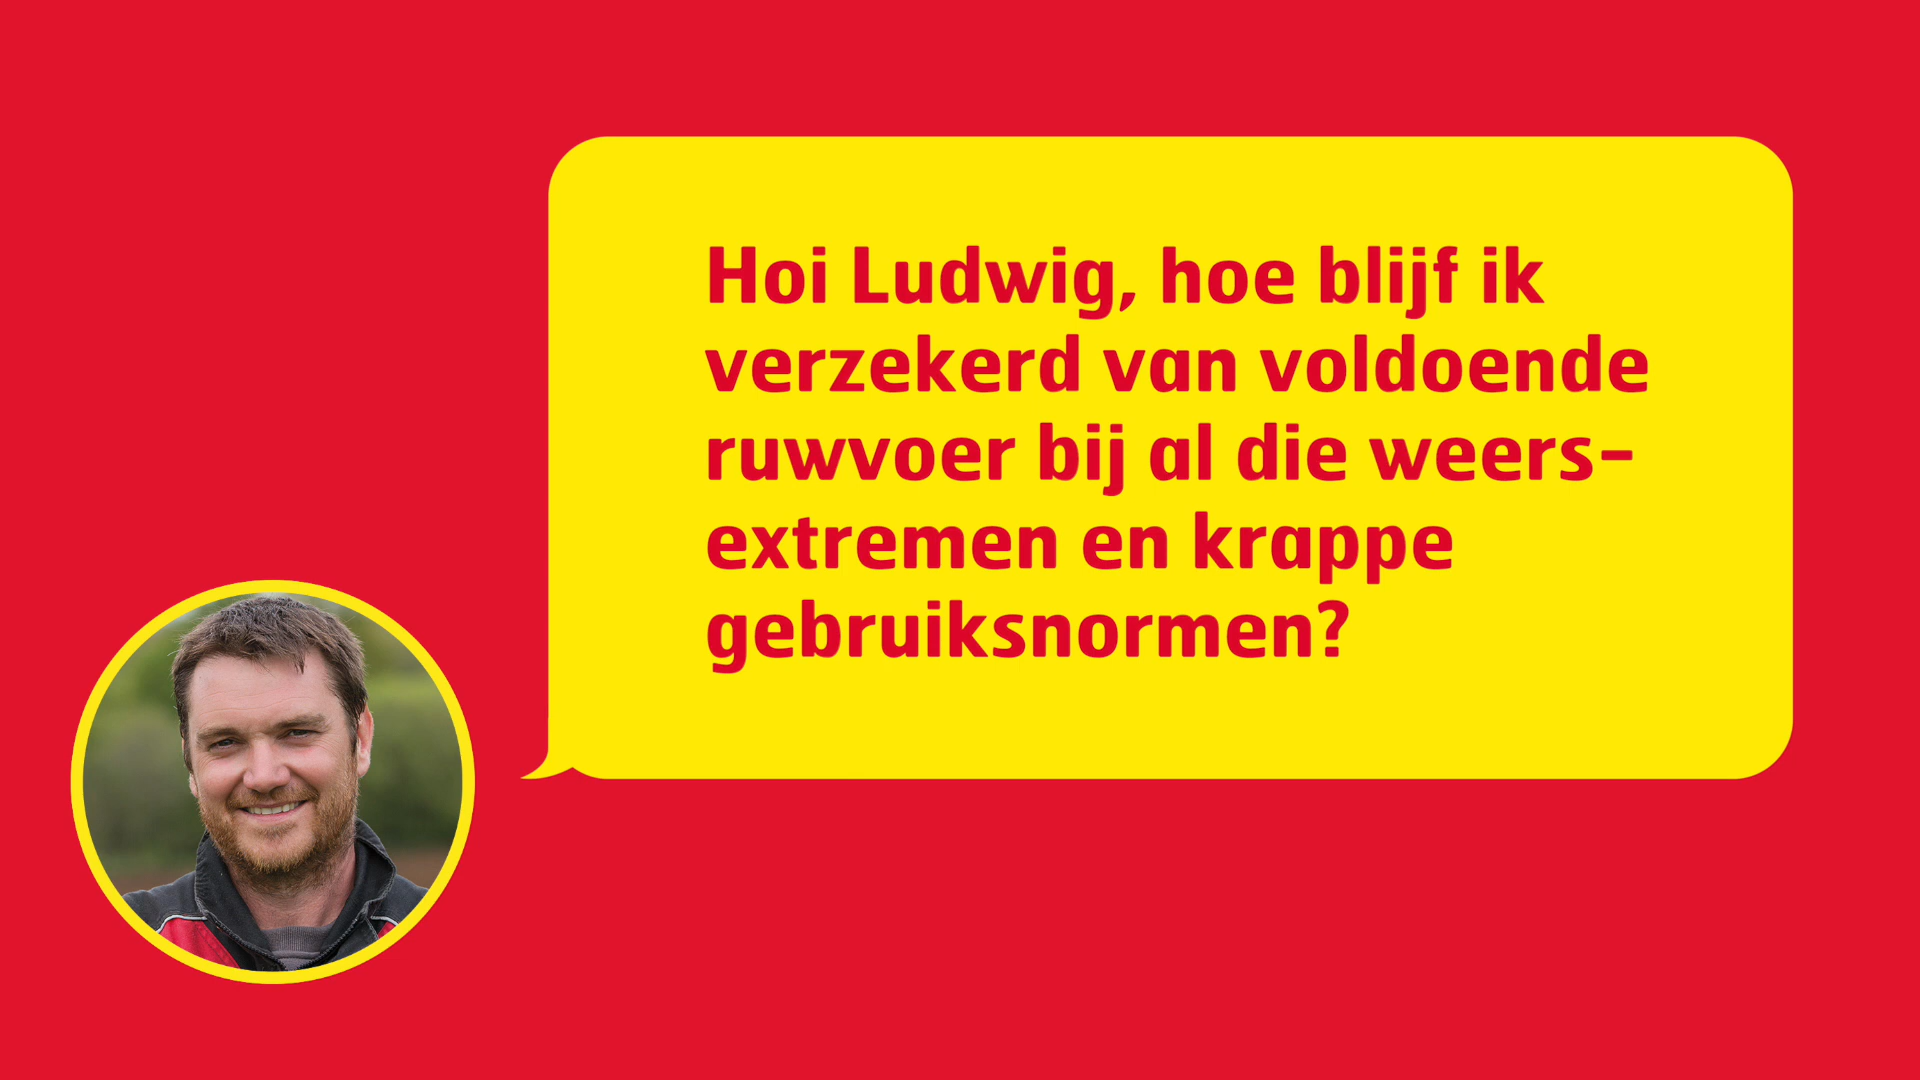 Hoi Ludwig, hoe blijf ik
verzekerd van voldoende
ruwvoer bij al die weers-
extremen en krappe
gebruiksnormen?